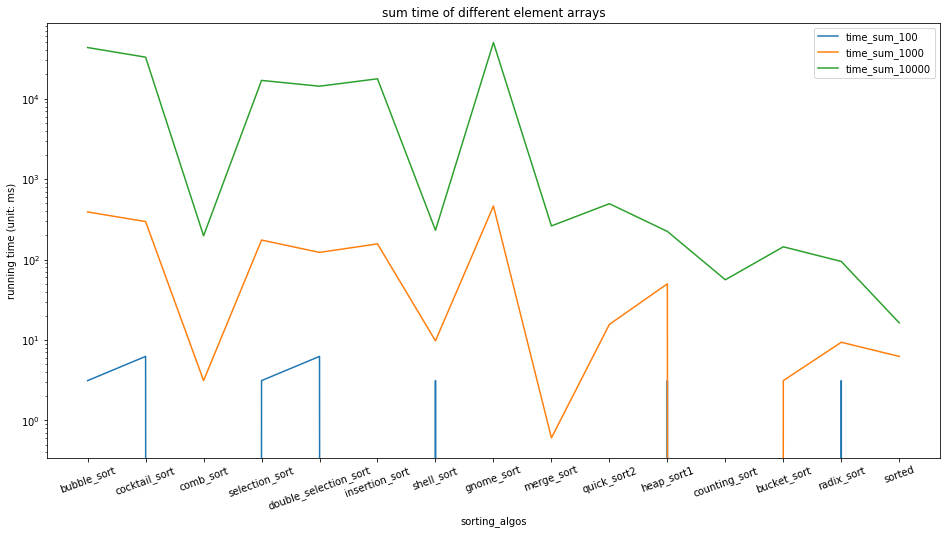 sum time of different element arrays
time_sum_100
time_sum_1000
time_sum_10000
running time (unit: ms)
10⁴
10³
10²
10¹
10⁰
bubble_sort
cocktail_sort
comb_sort
selection_sort
double_selection_sort
insertion_sort
shell_sort
gnome_sort
merge_sort
quick_sort2
heap_sort1
counting_sort
bucket_sort
radix_sort
sorted
sorting_algos